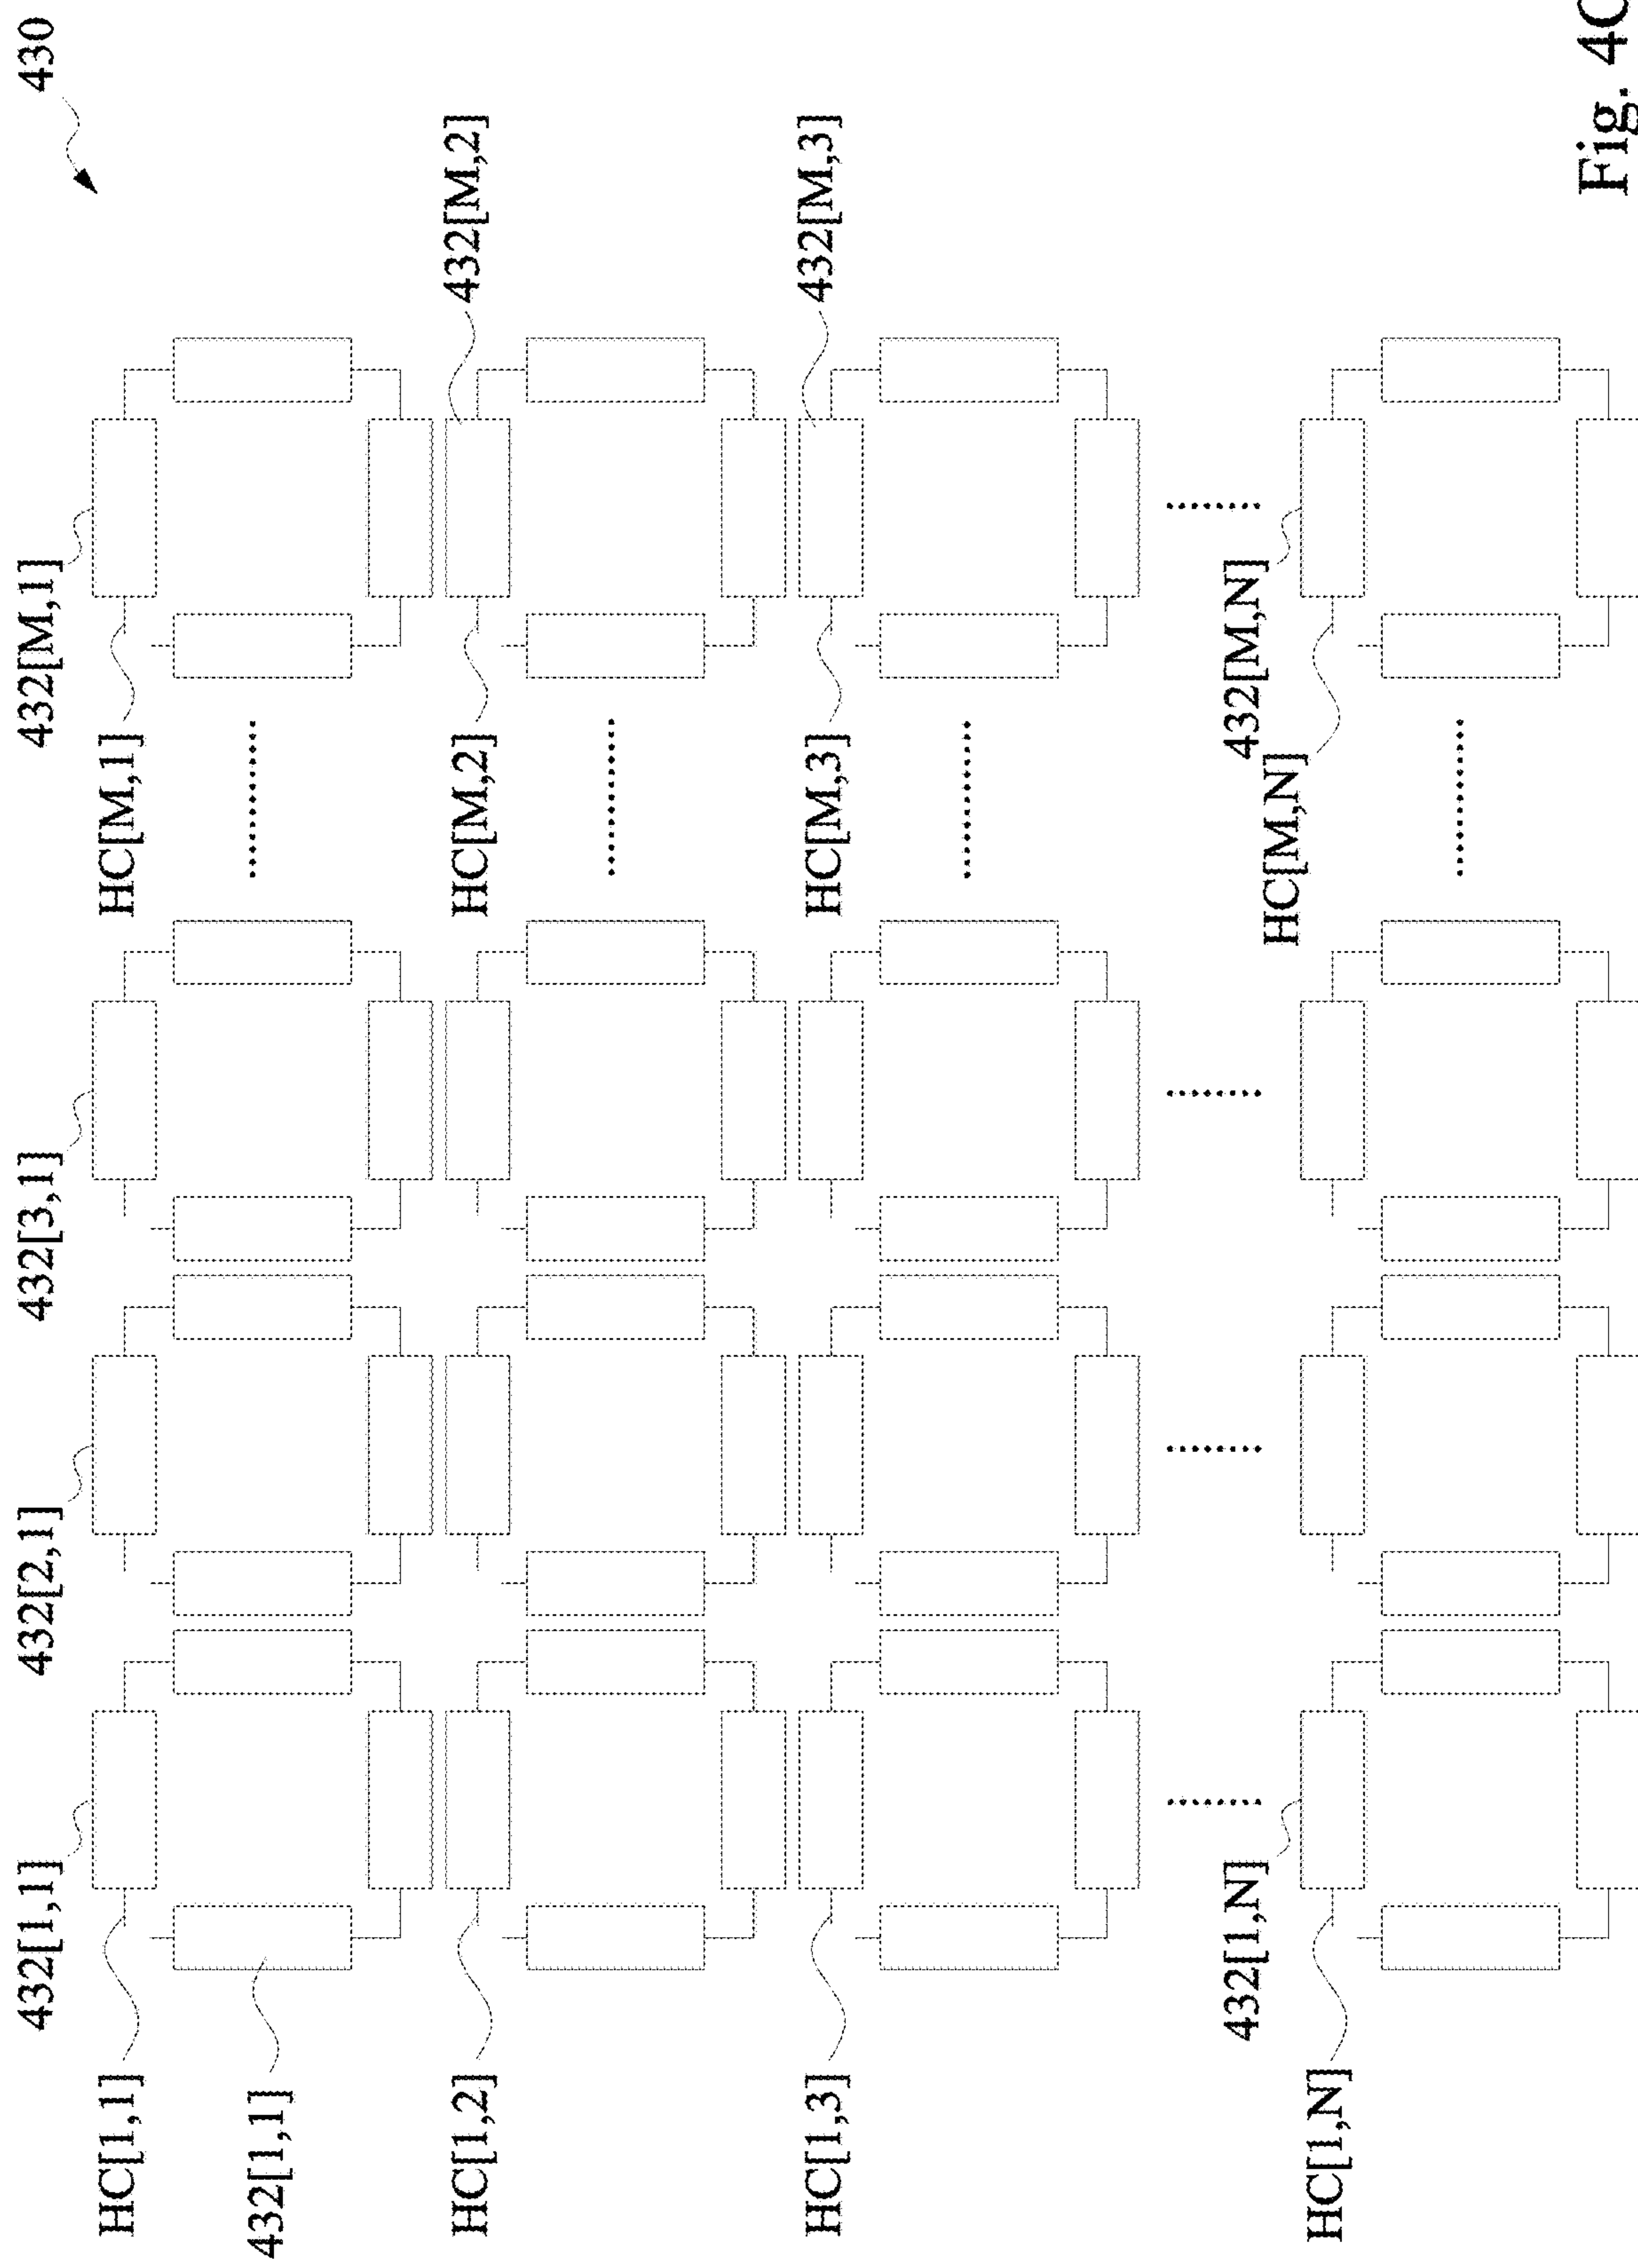 430
432[1,1]
432[2,1]
432[3,1]
432[M,1]
HC[1,1]
HC[M,1]
432[1,1]
HC[1,2]
HC[M,2]
432[M,2]
HC[1,3]
HC[M,3]
432[M,3]
432[1,N]
432[M,N]
HC[1,N]
HC[M,N]
Fig. 4C